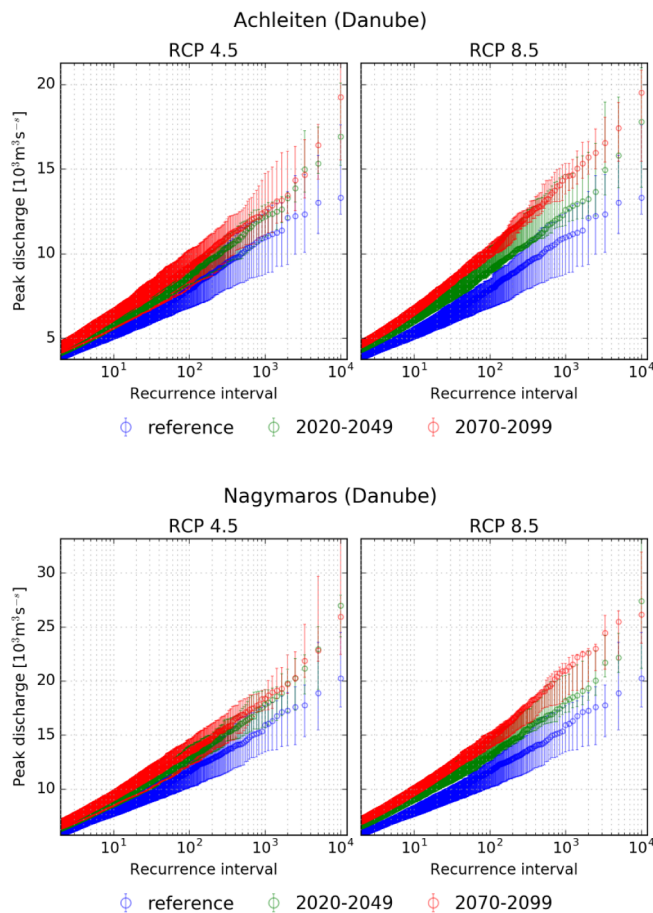 Achleiten (Danube)
RCP 4.5 RCP 8.5
Peak discharge [10³m³s⁻ˢ]
20
15
10
5
10¹ 10² 10³ 10⁴ 10¹ 10² 10³ 10⁴
Recurrence interval Recurrence interval
reference 2020-2049 2070-2099
Nagymaros (Danube)
RCP 4.5 RCP 8.5
Peak discharge [10³m³s⁻ˢ]
30
25
20
15
10
10¹ 10² 10³ 10⁴ 10¹ 10² 10³ 10⁴
Recurrence interval Recurrence interval
reference 2020-2049 2070-2099